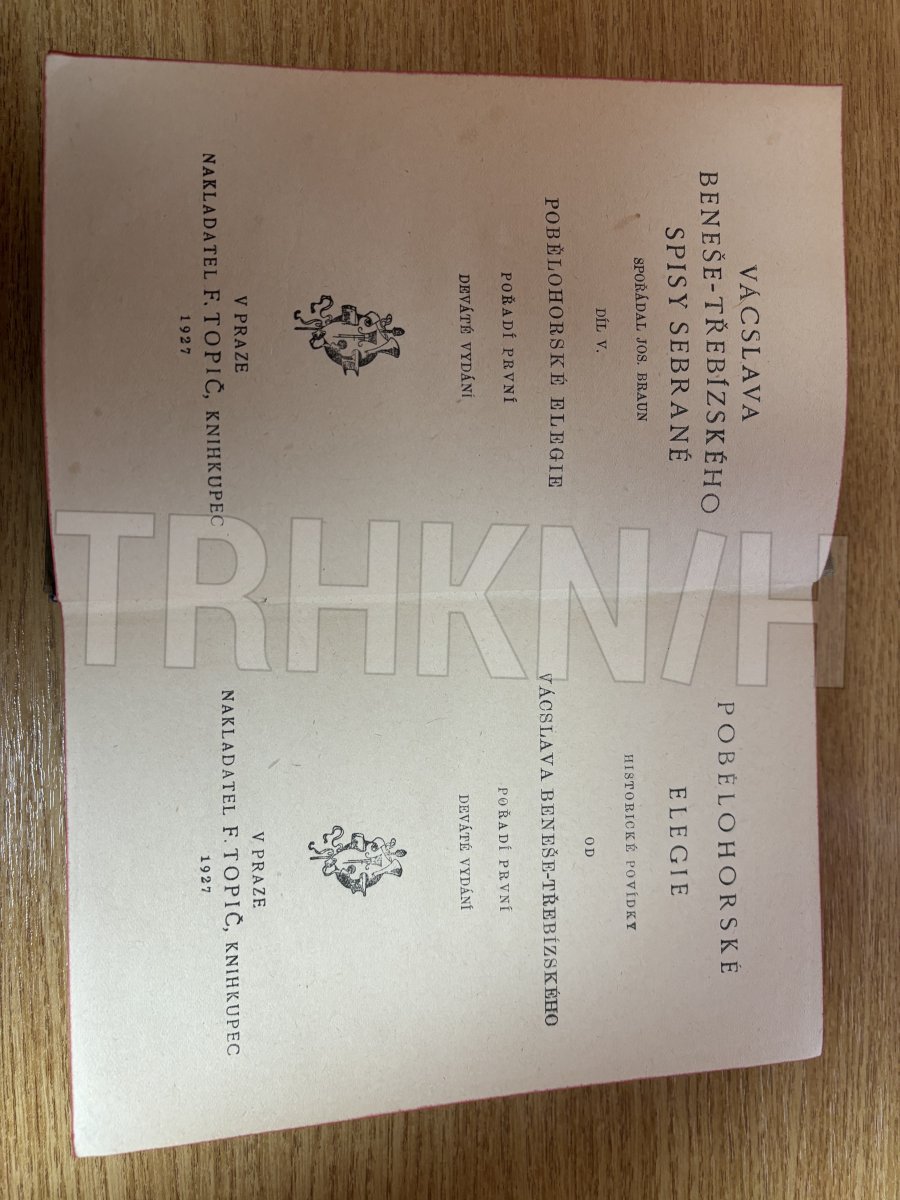 VÁCSLAVA
BENEŠE-TŘEBÍZSKÉHO
SPISY SEBRANÉ
SPOŘÁDAL JOS. BRAUN
DÍL V.
POBĚLOHORSKÉ ELEGIE
POŘADÍ PRVNÍ
DEVÁTÉ VYDÁNÍ
V PRAZE
NAKLADATEL F. TOPIČ, KNIHKUPEC
1927
POBĚLOHORSKÉ
ELEGIE
HISTORICKÉ POVÍDKY
OD
VÁCSLAVA BENEŠE-TŘEBÍZSKÉHO
POŘADÍ PRVNÍ
DEVÁTÉ VYDÁNÍ
V PRAZE
NAKLADATEL F. TOPIČ, KNIHKUPEC
1927
TRHKNIH